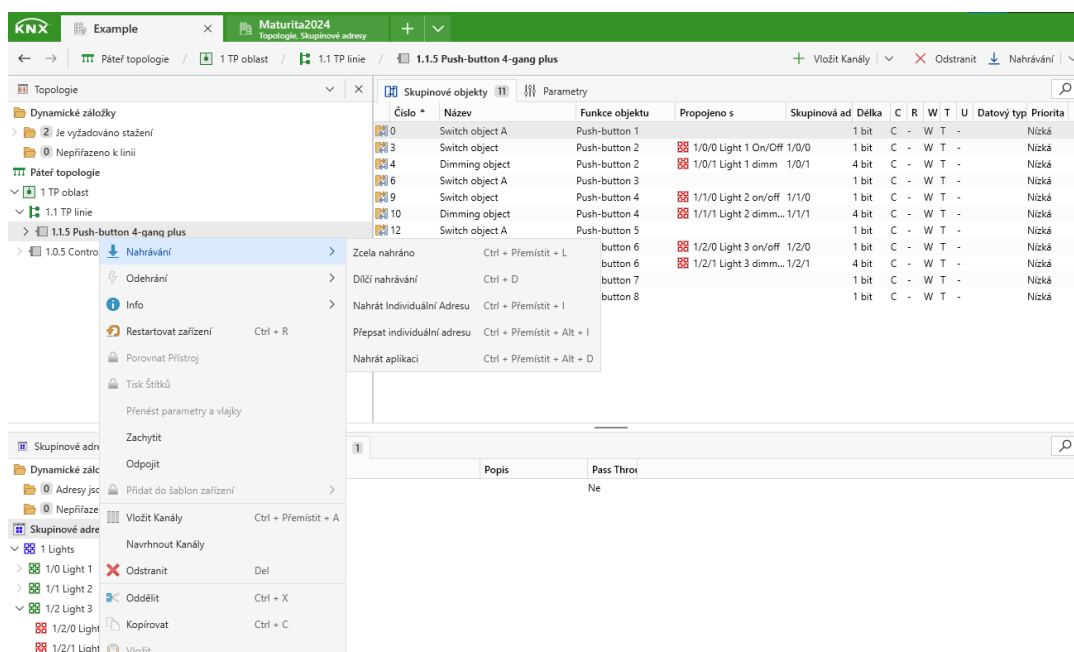 KNX
Example
Maturita2024
Topologie, Skupinové adresy
Páteř topologie / 1 TP oblast / 1.1 TP linie / 1.1.5 Push-button 4-gang plus
Vložit Kanály
Odstranit
Nahrávání
Topologie
Skupinové objekty 11
Parametry
Dynamické záložky
2 Je vyžadováno stažení
0 Nepřiřazeno k linii
Páteř topologie
1 TP oblast
1.1 TP linie
1.1.5 Push-button 4-gang plus
1.0.5 Contro
Číslo Název Funkce objektu Propojeno s Skupinová ad Délka C R W T U Datový typ Priorita
0 Switch object A Push-button 1 1 bit C - W T - Nízká
3 Switch object Push-button 2 1/0/0 Light 1 On/Off 1/0/0 1 bit C - W T - Nízká
4 Dimming object Push-button 2 1/0/1 Light 1 dimm 1/0/1 4 bit C - W T - Nízká
6 Switch object A Push-button 3 1 bit C - W T - Nízká
9 Switch object Push-button 4 1/1/0 Light 2 on/off 1/1/0 1 bit C - W T - Nízká
10 Dimming object Push-button 4 1/1/1 Light 2 dimm... 1/1/1 4 bit C - W T - Nízká
12 Switch object A Push-button 5 1 bit C - W T - Nízká
button 6 1/2/0 Light 3 on/off 1/2/0 1 bit C - W T - Nízká
button 6 1/2/1 Light 3 dimm... 1/2/1 4 bit C - W T - Nízká
button 7 1 bit C - W T - Nízká
button 8 1 bit C - W T - Nízká
Nahrávání
Odehrání
Info
Restartovat zařízení Ctrl + R
Porovnat Přístroj
Tisk Štítků
Přenést parametry a vlajky
Zachytit
Odpojit
Přidat do šablon zařízení
Vložit Kanály Ctrl + Přemístit + A
Navrhnout Kanály
Odstranit Del
Oddělit Ctrl + X
Kopírovat Ctrl + C
Vložit
Zcela nahráno Ctrl + Přemístit + L
Dílčí nahrávání Ctrl + D
Nahrát Individuální Adresu Ctrl + Přemístit + I
Přepsat individuální adresu Ctrl + Přemístit + Alt + I
Nahrát aplikaci Ctrl + Přemístit + Alt + D
Skupinové adre
1
Dynamické zálo
0 Adresy jso
0 Nepřiřaze
Skupinové adre
1 Lights
1/0 Light 1
1/1 Light 2
1/2 Light 3
1/2/0 Light
1/2/1 Light
Popis Pass Throu
Ne